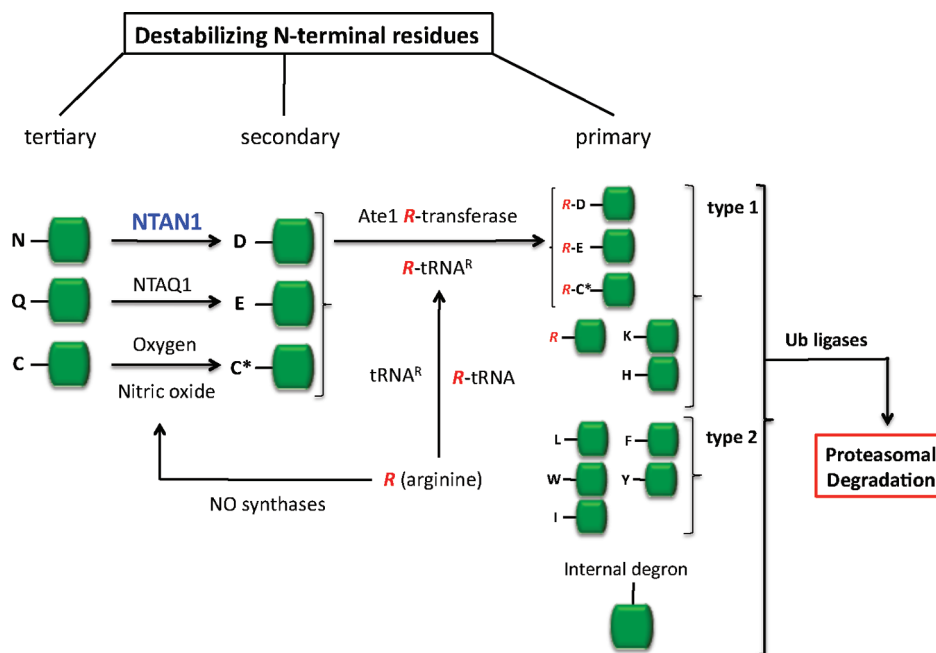 Destabilizing N-terminal residues
tertiary
secondary
primary
N
NTAN1
D
Q
NTAQ1
E
C
Oxygen
Nitric oxide
C*
Ate1 R-transferase
R-tRNAᴿ
tRNAᴿ
R-tRNA
R (arginine)
NO synthases
R-D
R-E
R-C*
R
K
H
type 1
L
F
W
Y
I
type 2
Internal degron
Ub ligases
Proteasomal
Degradation